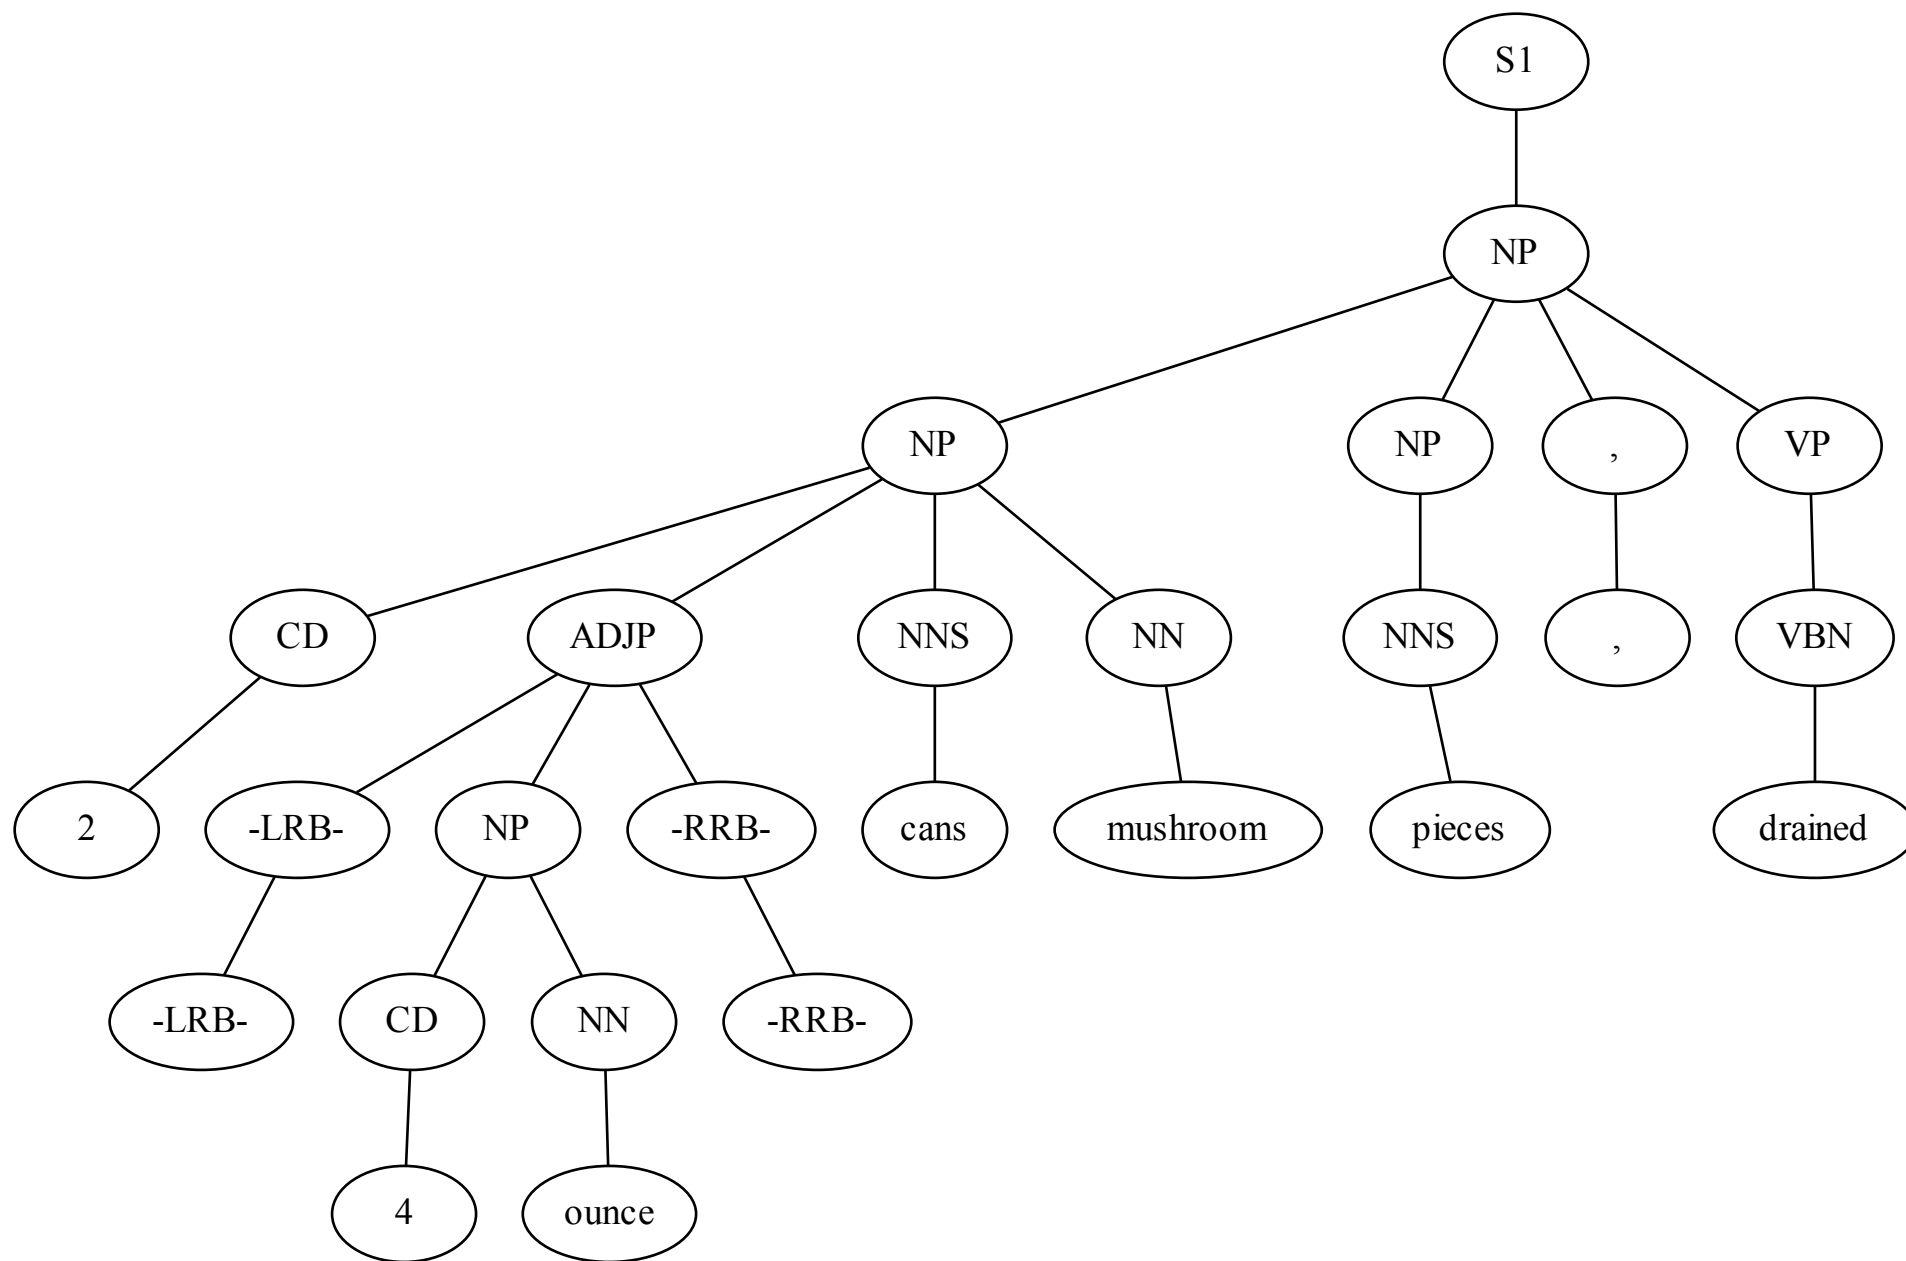 S1
NP
NP NP , VP
CD ADJP NNS NN NNS , VBN
2 -LRB- NP -RRB- cans mushroom pieces drained
-LRB- CD NN -RRB-
4 ounce